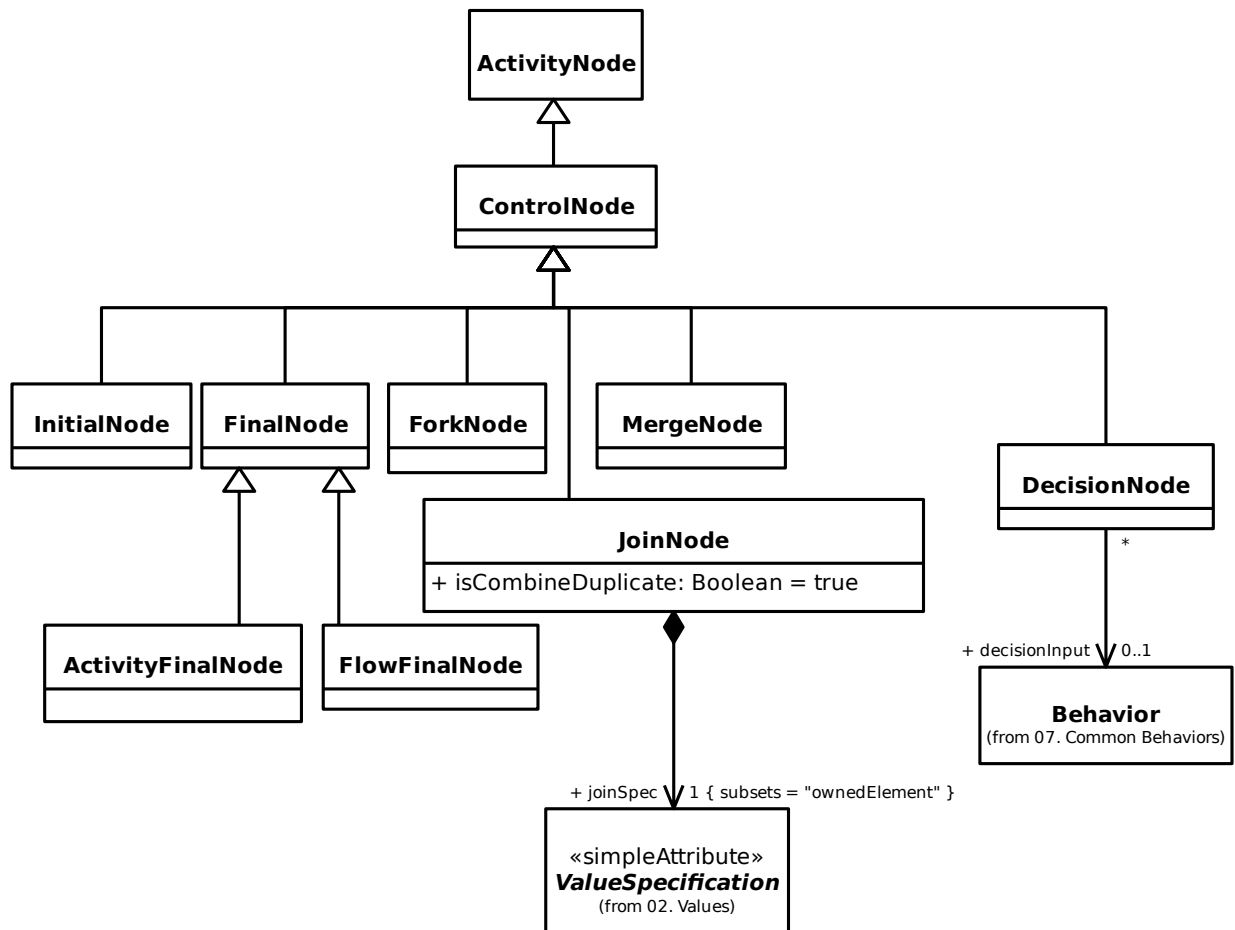 ActivityNode
ControlNode
InitialNode
FinalNode
ForkNode
MergeNode
DecisionNode
JoinNode
+ isCombineDuplicate: Boolean = true
*
ActivityFinalNode
FlowFinalNode
+ decisionInput
0..1
Behavior
(from 07. Common Behaviors)
+ joinSpec
1 { subsets = "ownedElement" }
«simpleAttribute»
ValueSpecification
(from 02. Values)